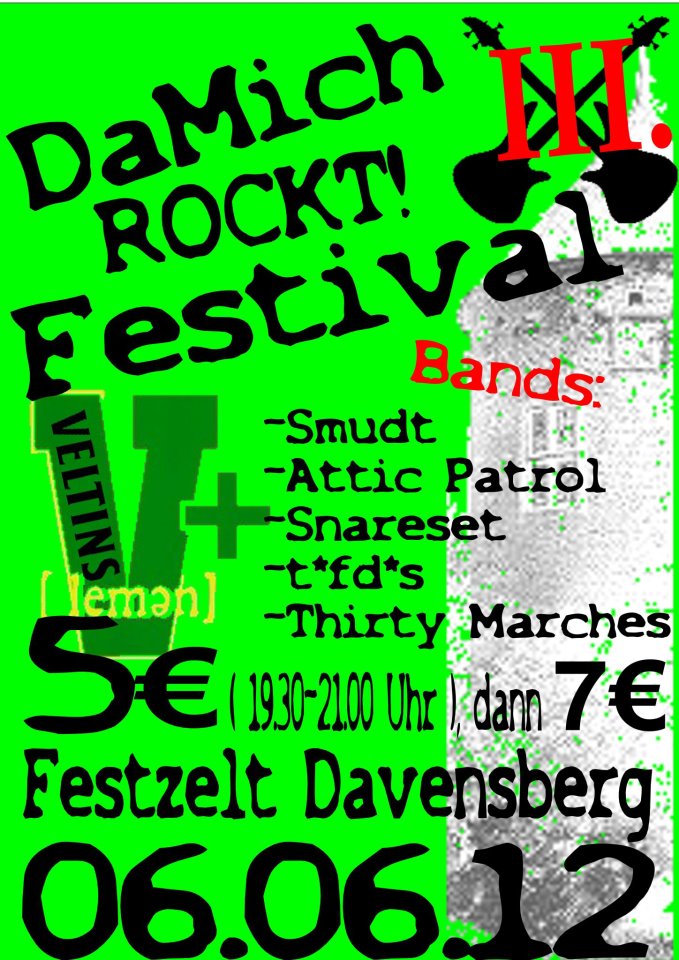 DaMich
III.
ROCKT!
Festival
Bands:
VELTINS
V+
[ lemən]
-Smudt
-Attic Patrol
-Snareset
-t*fd*s
-Thirty Marches
5€ ( 19.30-21.00 Uhr ), dann 7€
Festzelt Davensberg
06.06.12